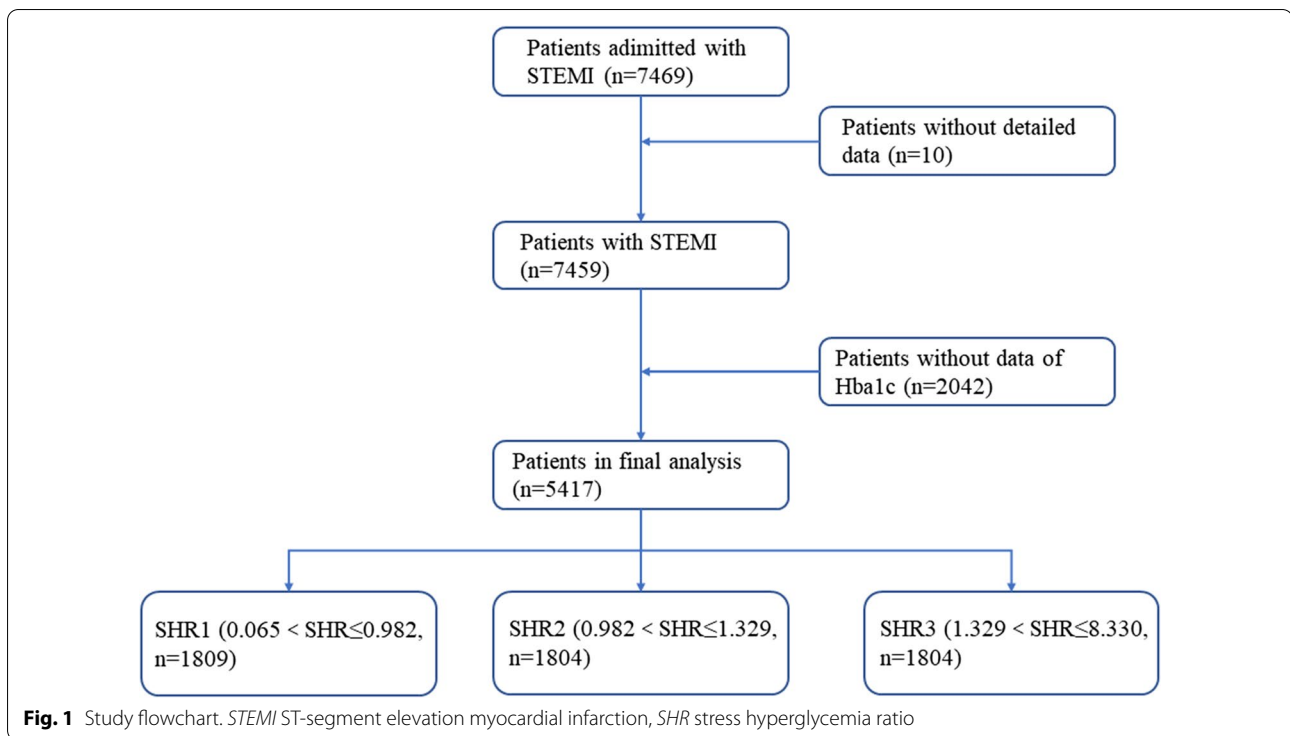 Patients adimitted with
STEMI (n=7469)
Patients without detailed
data (n=10)
Patients with STEMI
(n=7459)
Patients without data of
Hba1c (n=2042)
Patients in final analysis
(n=5417)
SHR1 (0.065 < SHR≤0.982,
n=1809)
SHR2 (0.982 < SHR≤1.329,
n=1804)
SHR3 (1.329 < SHR≤8.330,
n=1804)
Fig. 1 Study flowchart. STEMI ST-segment elevation myocardial infarction, SHR stress hyperglycemia ratio